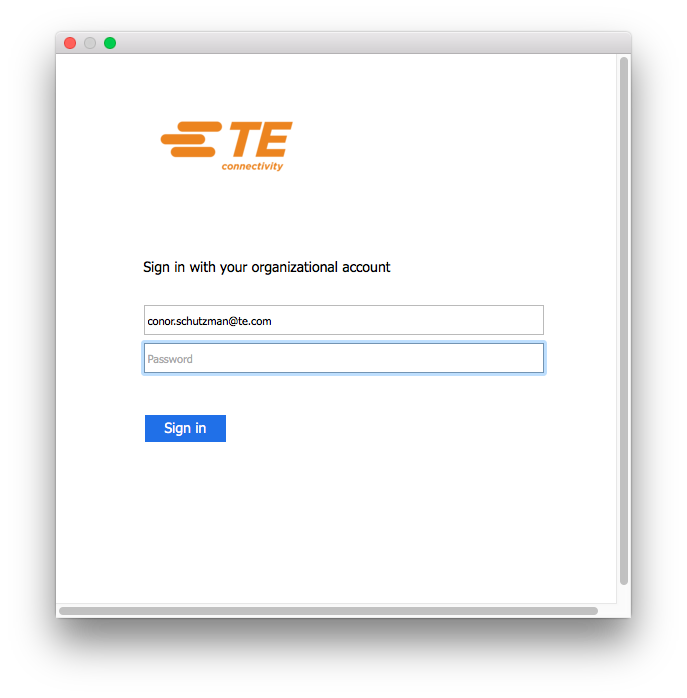 TE
connectivity
Sign in with your organizational account
conor.schutzman@te.com
Password
Sign in